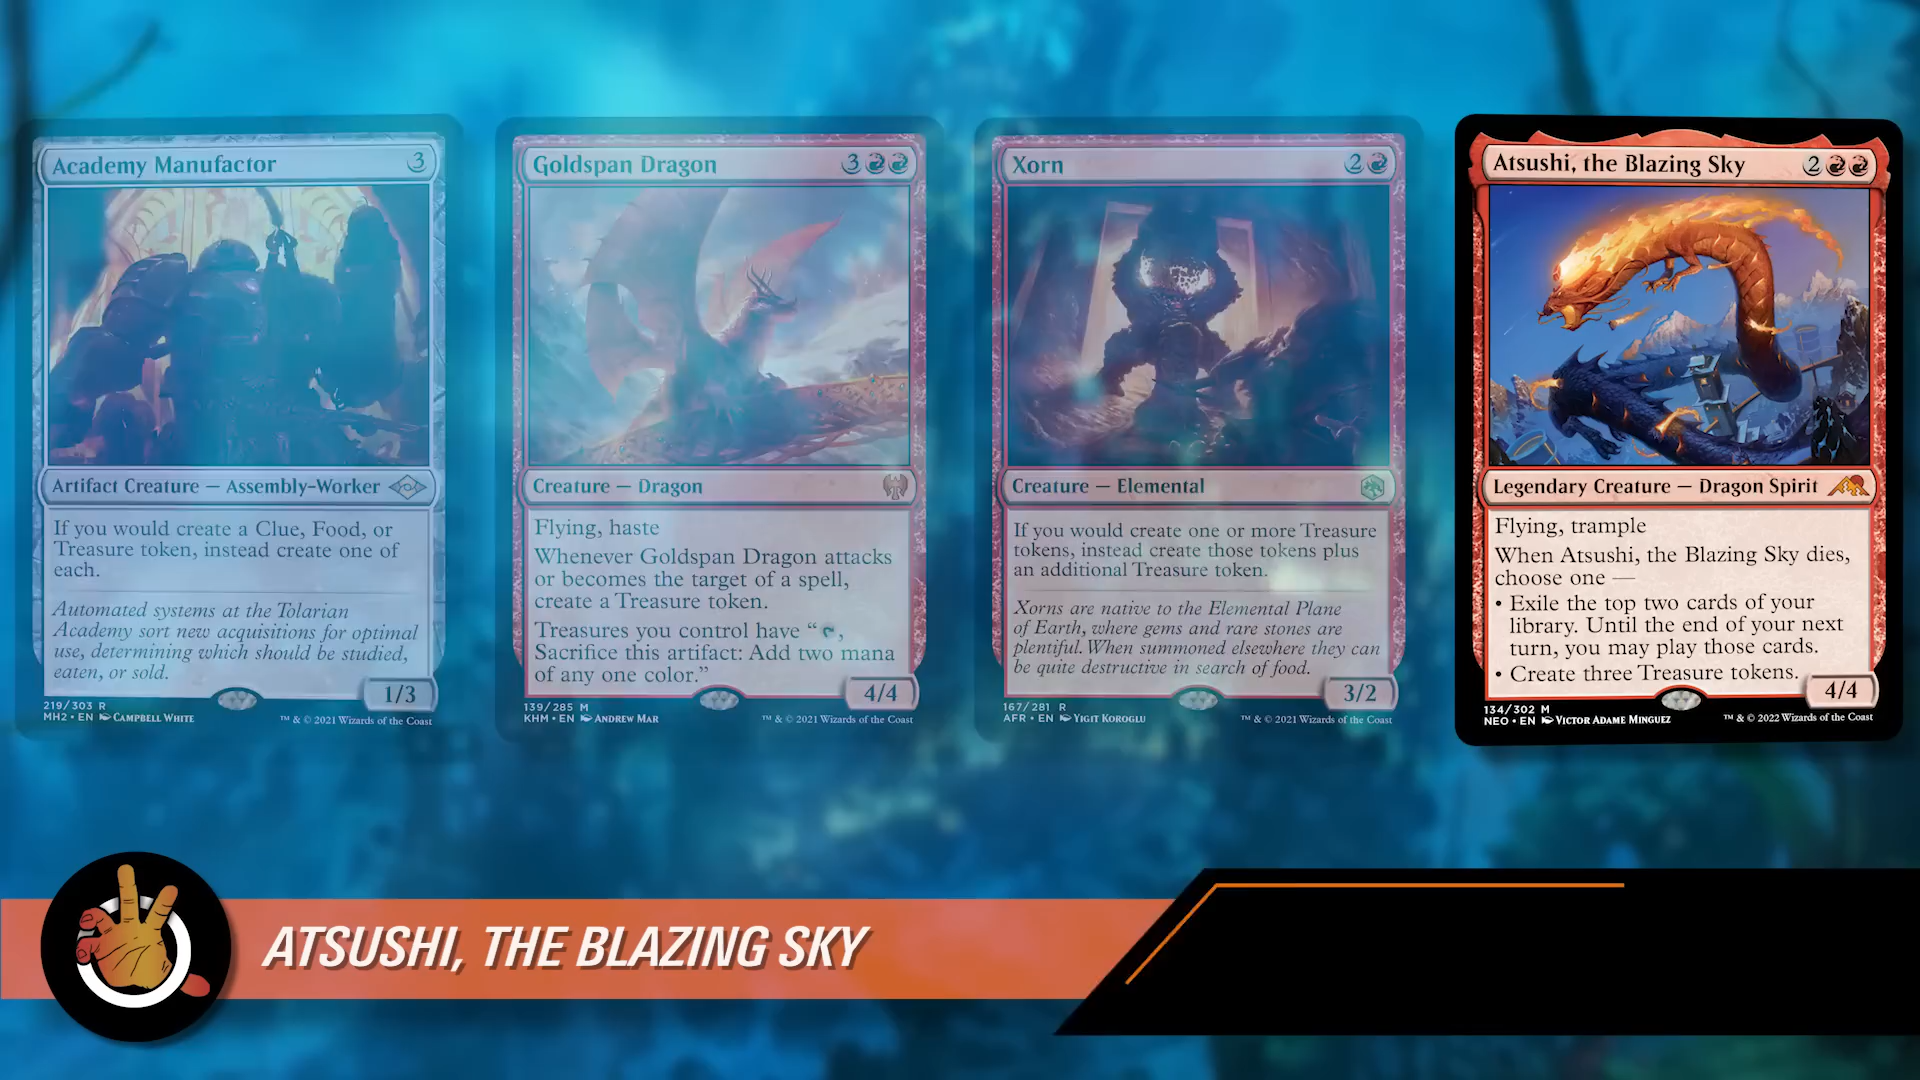 Academy Manufactor 3
Artifact Creature — Assembly-Worker
If you would create a Clue, Food, or
Treasure token, instead create one of
each.
Automated systems at the Tolarian
Academy sort new acquisitions for optimal
use, determining which should be studied,
eaten, or sold.
1/3
219/303 R
MH2 • EN CAMPBELL WHITE
™ & © 2021 Wizards of the Coast
Goldspan Dragon 3
Creature — Dragon
Flying, haste
Whenever Goldspan Dragon attacks
or becomes the target of a spell,
create a Treasure token.
Treasures you control have “ ,
Sacrifice this artifact: Add two mana
of any one color.”
4/4
139/285 M
KHM • EN ANDREW MAR
™ & © 2021 Wizards of the Coast
Xorn 2
Creature — Elemental
If you would create one or more Treasure
tokens, instead create those tokens plus
an additional Treasure token.
Xorns are native to the Elemental Plane
of Earth, where gems and rare stones are
plentiful. When summoned elsewhere they can
be quite destructive in search of food.
3/2
167/281 R
AFR • EN YIGIT KOROGLU
™ & © 2021 Wizards of the Coast
Atsushi, the Blazing Sky 2
Legendary Creature — Dragon Spirit
Flying, trample
When Atsushi, the Blazing Sky dies,
choose one —
• Exile the top two cards of your
library. Until the end of your next
turn, you may play those cards.
• Create three Treasure tokens.
4/4
134/302 M
NEO • EN VICTOR ADAME MINGUEZ
™ & © 2022 Wizards of the Coast
ATSUSHI, THE BLAZING SKY